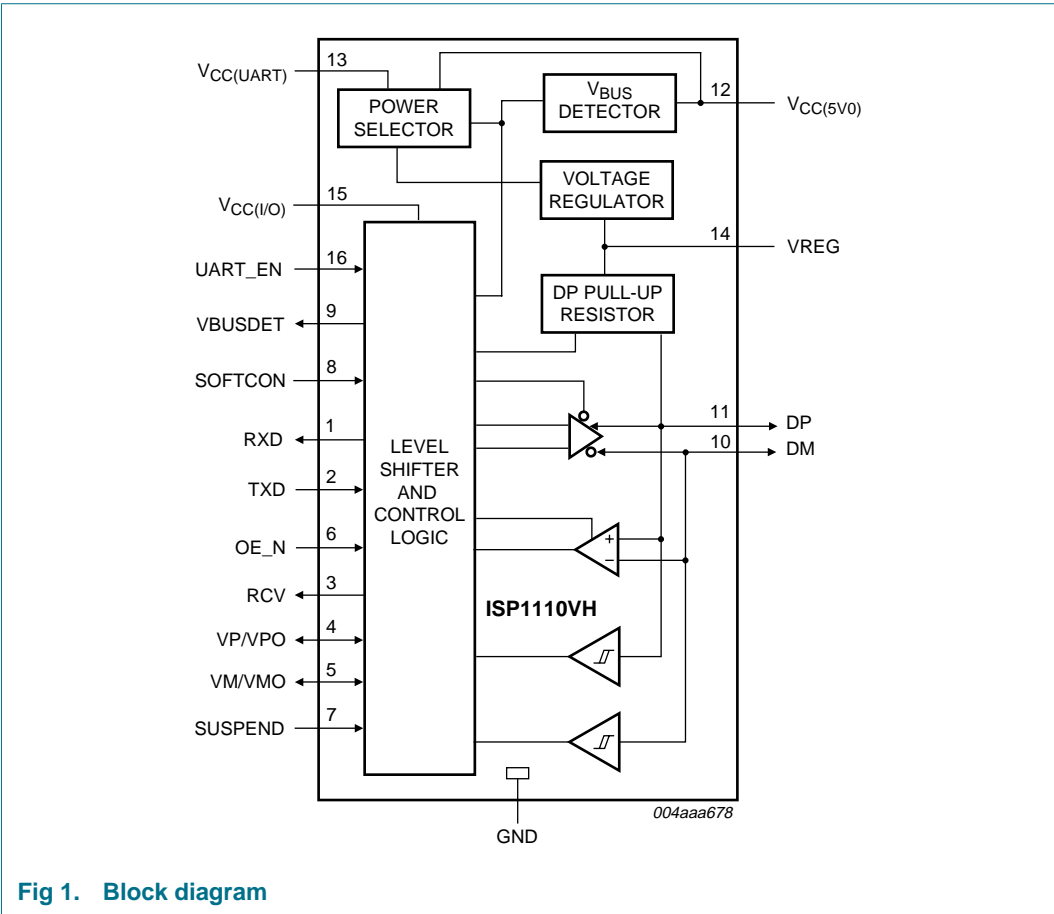 13
VCC(UART)
POWER
SELECTOR
VBUS
DETECTOR
12
VCC(5V0)
VOLTAGE
REGULATOR
15
VCC(I/O)
14
VREG
16
UART_EN
DP PULL-UP
RESISTOR
9
VBUSDET
8
SOFTCON
11
DP
1
RXD
10
DM
LEVEL
SHIFTER
AND
CONTROL
LOGIC
2
TXD
6
OE_N
+
−
3
RCV
ISP1110VH
4
VP/VPO
5
VM/VMO
7
SUSPEND
004aaa678
GND
Fig 1. Block diagram